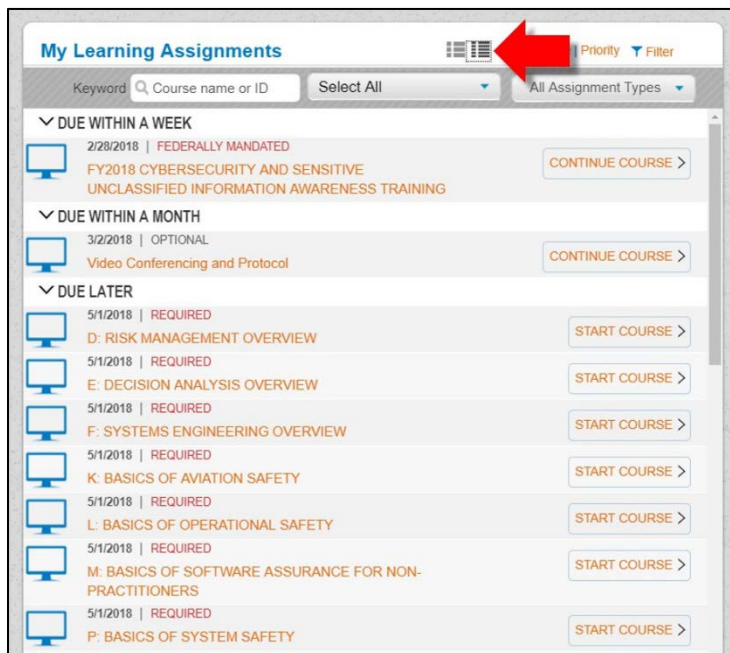 My Learning Assignments
| Priority Filter
Keyword Course name or ID Select All All Assignment Types
DUE WITHIN A WEEK
2/28/2018 | FEDERALLY MANDATED
FY2018 CYBERSECURITY AND SENSITIVE
UNCLASSIFIED INFORMATION AWARENESS TRAINING
CONTINUE COURSE >
DUE WITHIN A MONTH
3/2/2018 | OPTIONAL
Video Conferencing and Protocol
CONTINUE COURSE >
DUE LATER
5/1/2018 | REQUIRED
D: RISK MANAGEMENT OVERVIEW
START COURSE >
5/1/2018 | REQUIRED
E: DECISION ANALYSIS OVERVIEW
START COURSE >
5/1/2018 | REQUIRED
F: SYSTEMS ENGINEERING OVERVIEW
START COURSE >
5/1/2018 | REQUIRED
K: BASICS OF AVIATION SAFETY
START COURSE >
5/1/2018 | REQUIRED
L: BASICS OF OPERATIONAL SAFETY
START COURSE >
5/1/2018 | REQUIRED
M: BASICS OF SOFTWARE ASSURANCE FOR NON-
PRACTITIONERS
START COURSE >
5/1/2018 | REQUIRED
P: BASICS OF SYSTEM SAFETY
START COURSE >